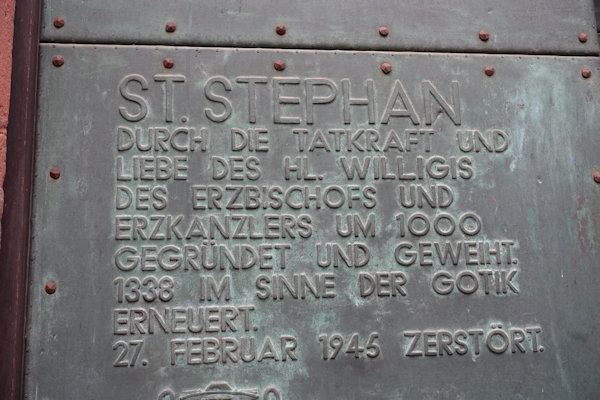 ST. STEPHAN
DURCH DIE TATKRAFT UND
LIEBE DES HL. WILLIGIS
DES ERZBISCHOFS UND
ERZKANZLERS UM 1000
GEGRÜNDET UND GEWEIHT.
1338 IM SINNE DER GOTIK
ERNEUERT.
27. FEBRUAR 1945 ZERSTÖRT.